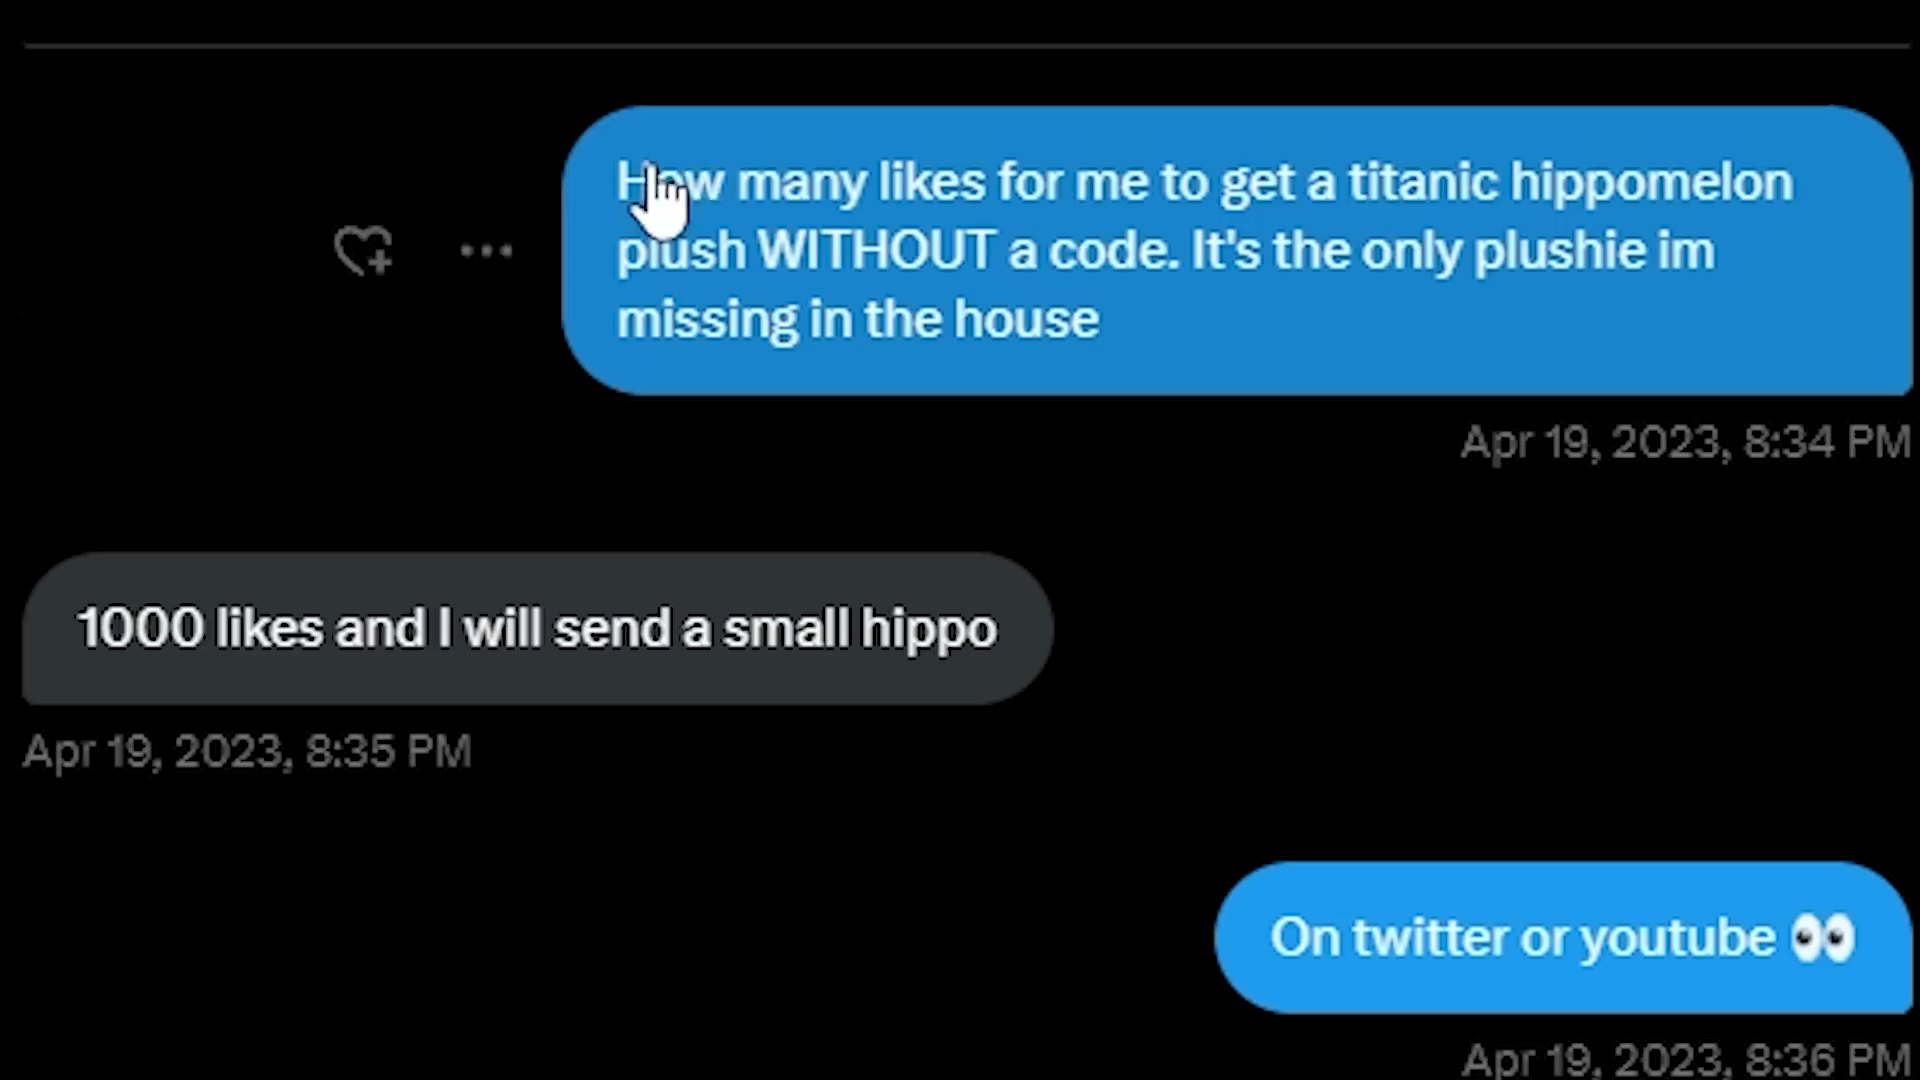 How many likes for me to get a titanic hippomelon
plush WITHOUT a code. It's the only plushie im
missing in the house
Apr 19, 2023, 8:34 PM
1000 likes and I will send a small hippo
Apr 19, 2023, 8:35 PM
On twitter or youtube 👀
Apr 19, 2023, 8:36 PM